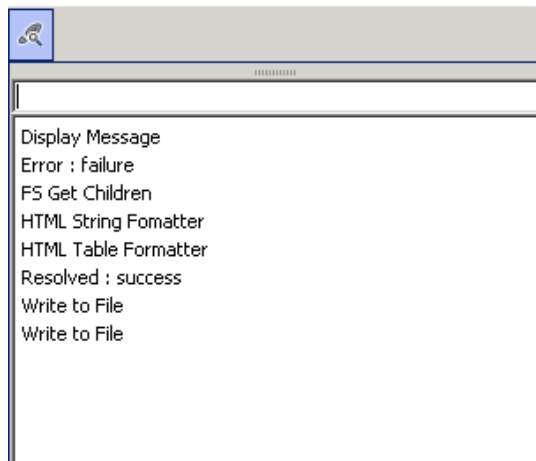 Display Message
Error : failure
FS Get Children
HTML String Fomatter
HTML Table Formatter
Resolved : success
Write to File
Write to File